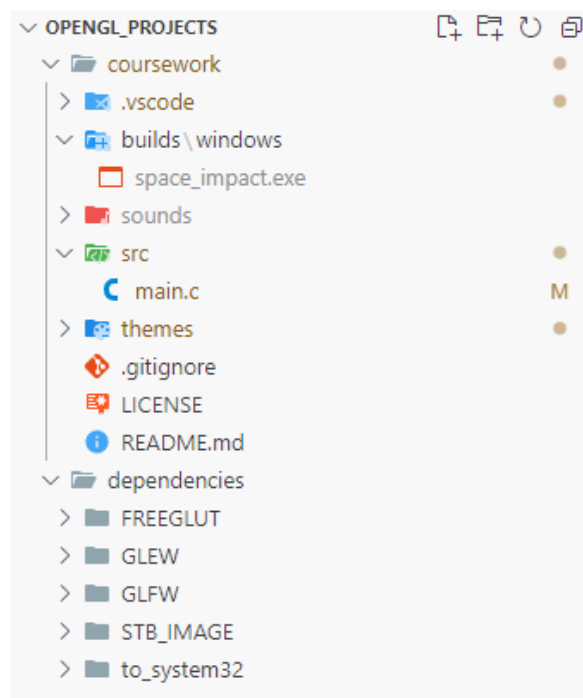 OPENGL_PROJECTS
coursework
.vscode
builds\windows
space_impact.exe
sounds
src
main.c M
themes
.gitignore
LICENSE
README.md
dependencies
FREEGLUT
GLEW
GLFW
STB_IMAGE
to_system32